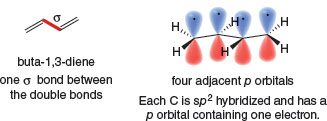 σ
buta-1,3-diene
one σ bond between
the double bonds
H H
H H
H H
four adjacent p orbitals
Each C is sp² hybridized and has a
p orbital containing one electron.